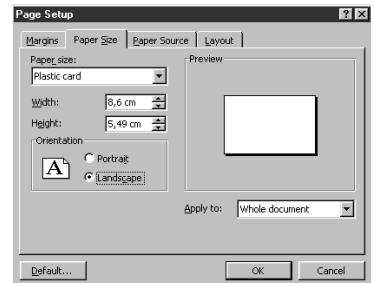 Page Setup
Margins Paper Size Paper Source Layout
Paper size:
Plastic card
Width: 8,6 cm
Height: 5,49 cm
Orientation
A
Portrait
Landscape
Preview
Apply to: Whole document
Default... OK Cancel